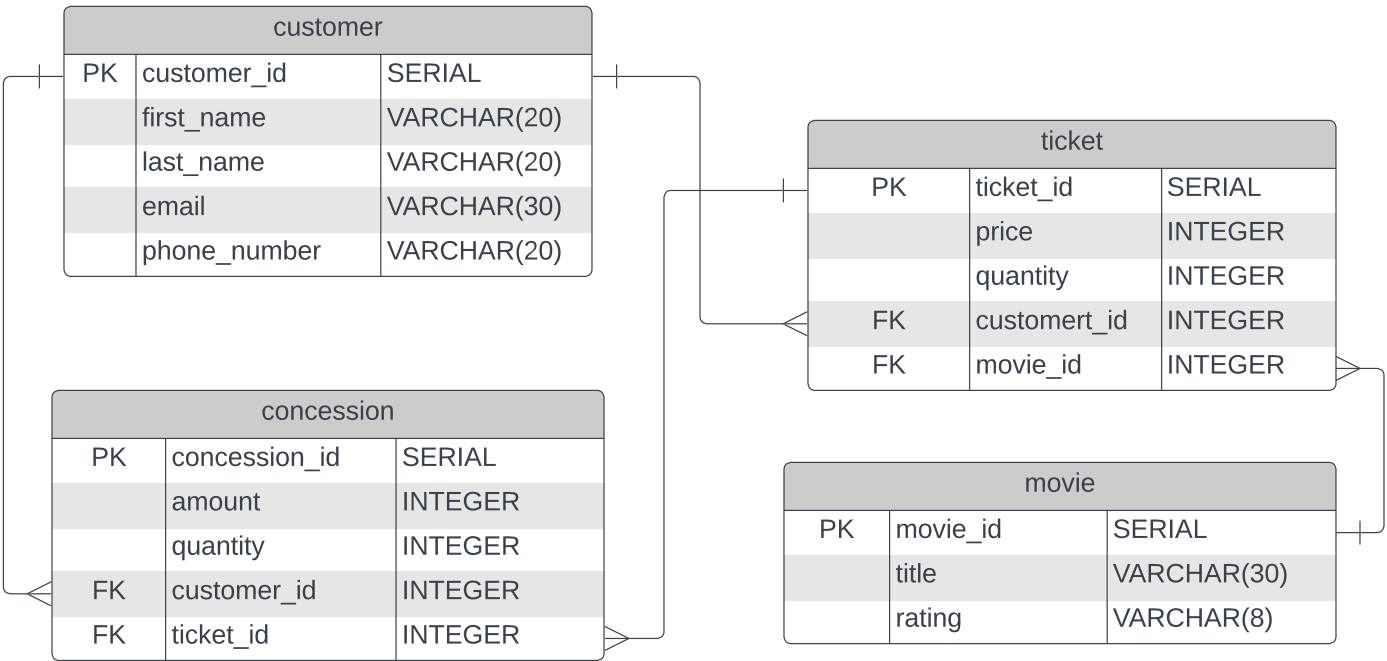 customer
PK customer_id SERIAL
first_name VARCHAR(20)
last_name VARCHAR(20)
email VARCHAR(30)
phone_number VARCHAR(20)
ticket
PK ticket_id SERIAL
price INTEGER
quantity INTEGER
FK customert_id INTEGER
FK movie_id INTEGER
concession
PK concession_id SERIAL
amount INTEGER
quantity INTEGER
FK customer_id INTEGER
FK ticket_id INTEGER
movie
PK movie_id SERIAL
title VARCHAR(30)
rating VARCHAR(8)